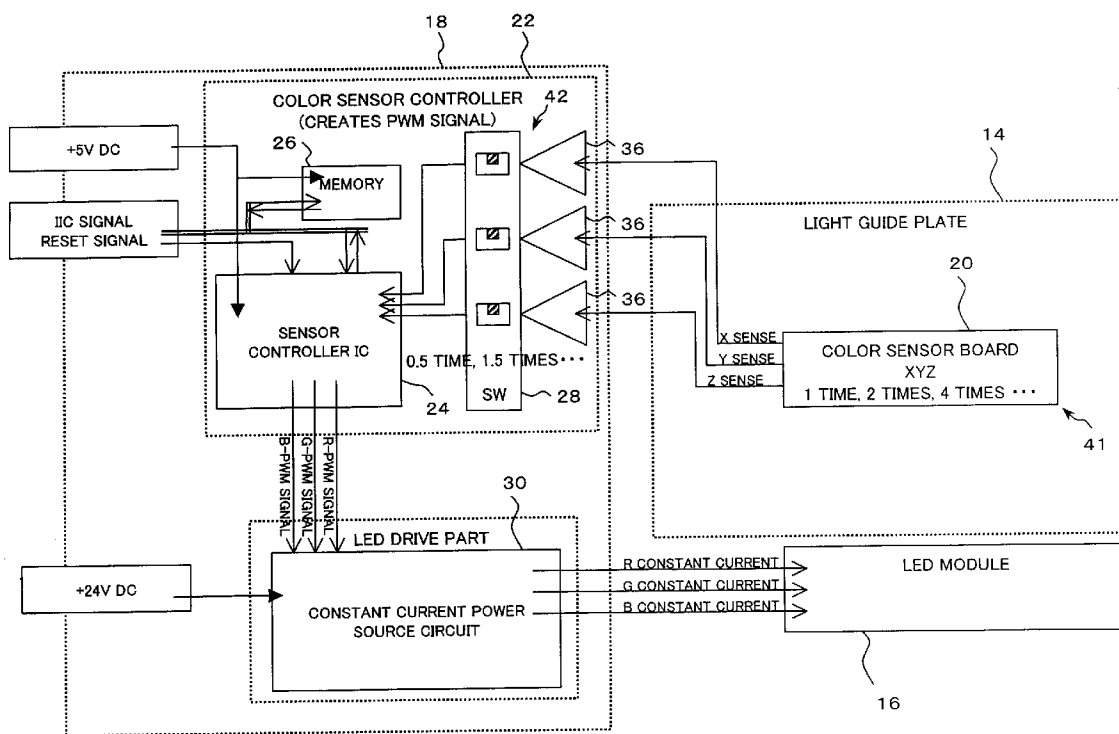 18
22
COLOR SENSOR CONTROLLER
(CREATES PWM SIGNAL)
42
+5V DC
26
MEMORY
36
14
IIC SIGNAL
RESET SIGNAL
36
LIGHT GUIDE PLATE
36
20
SENSOR
CONTROLLER IC
X SENSE
Y SENSE
Z SENSE
COLOR SENSOR BOARD
XYZ
1 TIME, 2 TIMES, 4 TIMES ···
0.5 TIME, 1.5 TIMES···
24
SW
28
41
B-PWM SIGNAL
G-PWM SIGNAL
R-PWM SIGNAL
30
LED DRIVE PART
+24V DC
CONSTANT CURRENT POWER
SOURCE CIRCUIT
R CONSTANT CURRENT
G CONSTANT CURRENT
B CONSTANT CURRENT
LED MODULE
16